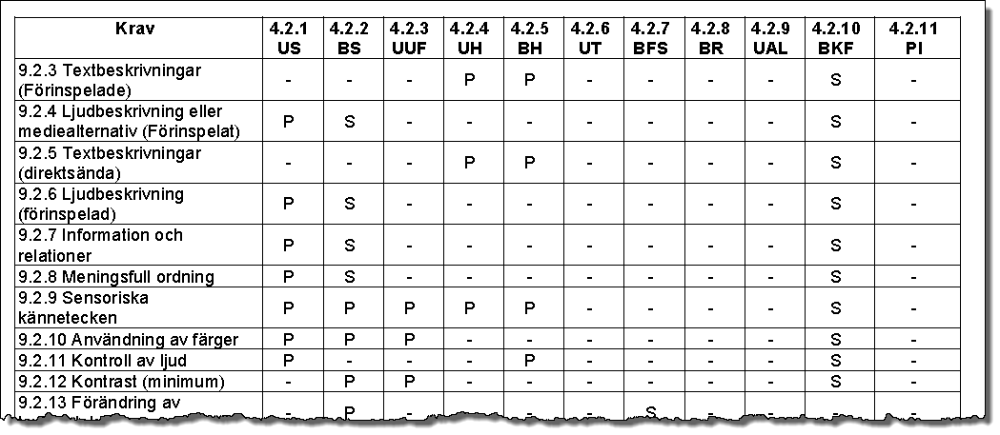 Krav 4.2.1 US 4.2.2 BS 4.2.3 UUF 4.2.4 UH 4.2.5 BH 4.2.6 UT 4.2.7 BFS 4.2.8 BR 4.2.9 UAL 4.2.10 BKF 4.2.11 PI
9.2.3 Textbeskrivningar
(Förinspelade) - - - P P - - - - S -
9.2.4 Ljudbeskrivning eller
mediealternativ (Förinspelat) P S - - - - - - - S -
9.2.5 Textbeskrivningar
(direktsända) - - - P P - - - - S -
9.2.6 Ljudbeskrivning
(förinspelad) P S - - - - - - - S -
9.2.7 Information och
relationer P S - - - - - - - S -
9.2.8 Meningsfull ordning P S - - - - - - - S -
9.2.9 Sensoriska
kännetecken P P P P P - - - - S -
9.2.10 Användning av färger P P P - - - - - - S -
9.2.11 Kontroll av ljud P - - - P - - - - S -
9.2.12 Kontrast (minimum) - P P - - - - - - S -
9.2.13 Förändring av
- P - - - - S - - - -